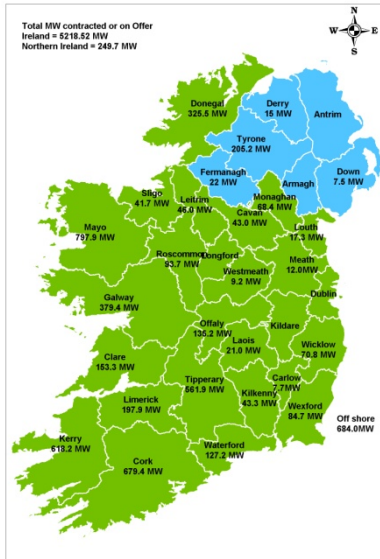 Total MW contracted or on Offer
Ireland = 5218.52 MW
Northern Ireland = 249.7 MW
N
W E
S
Donegal
325.5 MW
Derry
15 MW
Antrim
Tyrone
205.2 MW
Fermanagh
22 MW
Armagh
Down
7.5 MW
Monaghan
68.4 MW
Sligo
41.7 MW
Leitrim
46.0 MW
Cavan
43.0 MW
Louth
17.3 MW
Mayo
797.9 MW
Roscommon
93.7 MW
Longford
Westmeath
9.2 MW
Meath
12.0MW
Dublin
Galway
379.4 MW
Offaly
135.2 MW
Kildare
Laois
21.0 MW
Wicklow
70.8 MW
Clare
153.3 MW
Tipperary
561.9 MW
Carlow
7.7MW
Kilkenny
43.3 MW
Wexford
84.7 MW
Off shore
684.0MW
Limerick
197.9 MW
Kerry
618.2 MW
Waterford
127.2 MW
Cork
679.4 MW